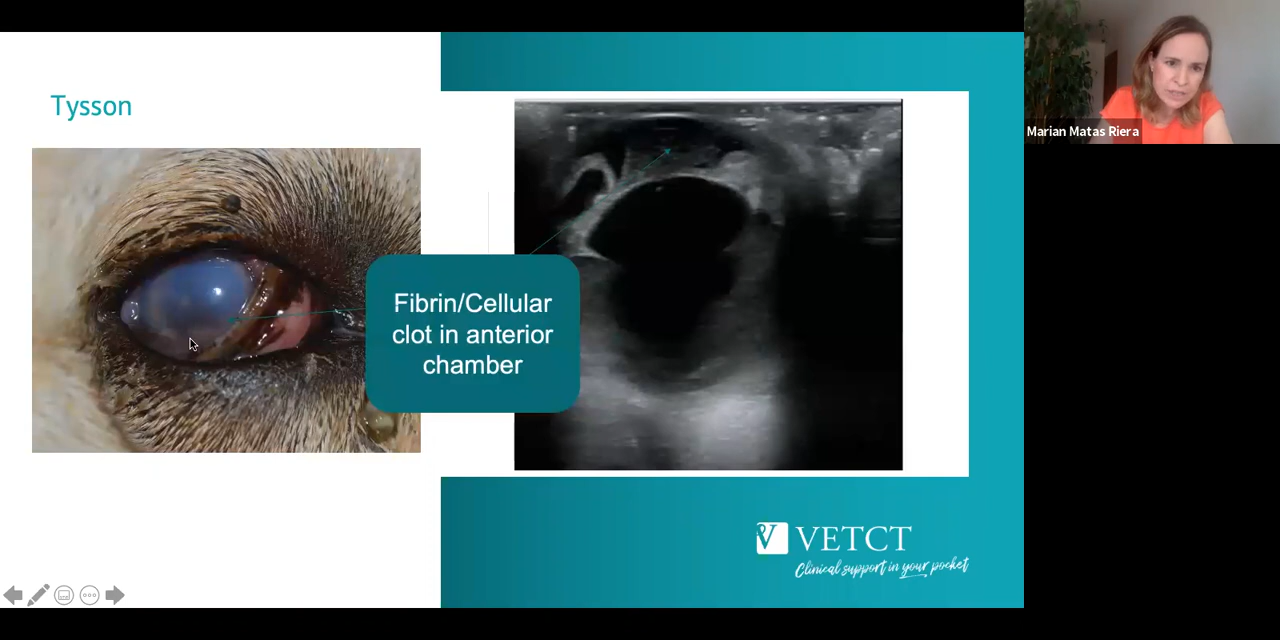 Tysson
Marian Matas Riera
Fibrin/Cellular
clot in anterior
chamber
V VETCT
Clinical support in your pocket